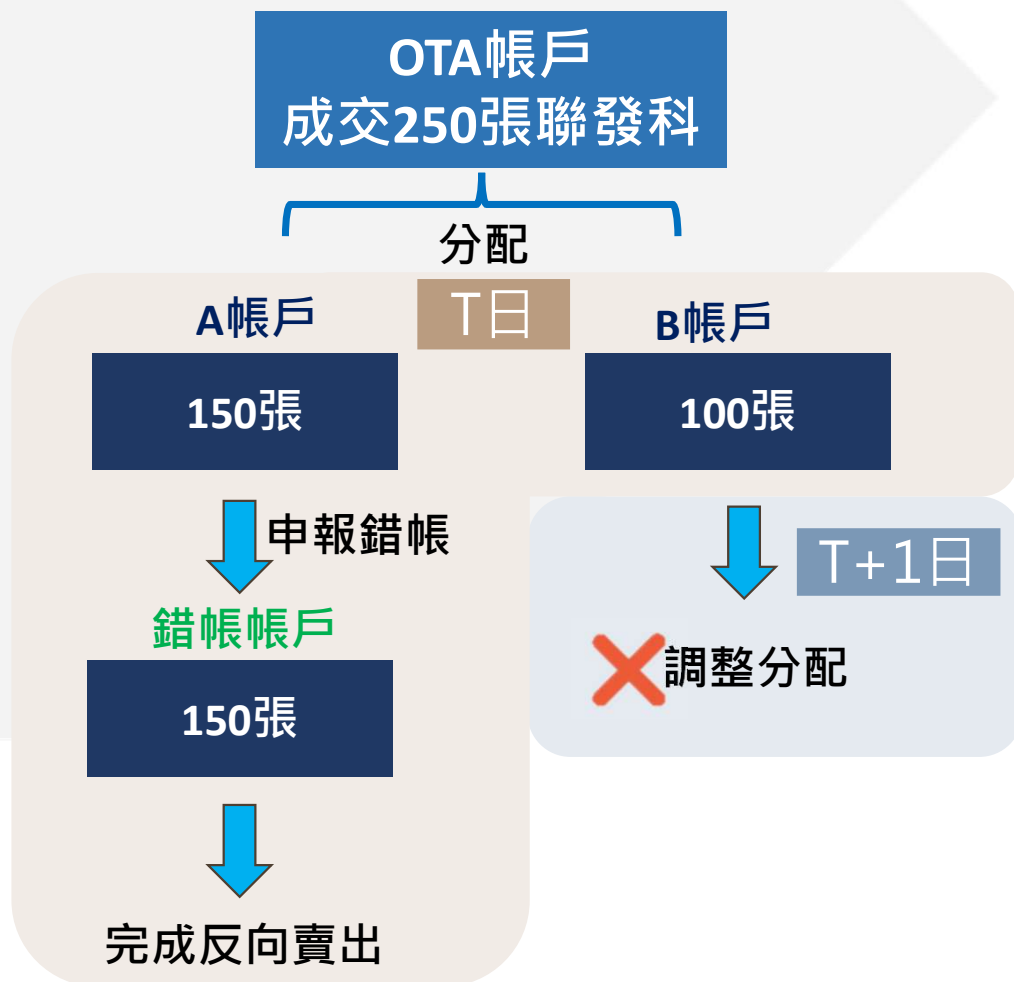 OTA帳戶
成交250張聯發科
分配
T日
A帳戶
B帳戶
150張
100張
申報錯帳
T+1日
錯帳帳戶
調整分配
150張
完成反向賣出